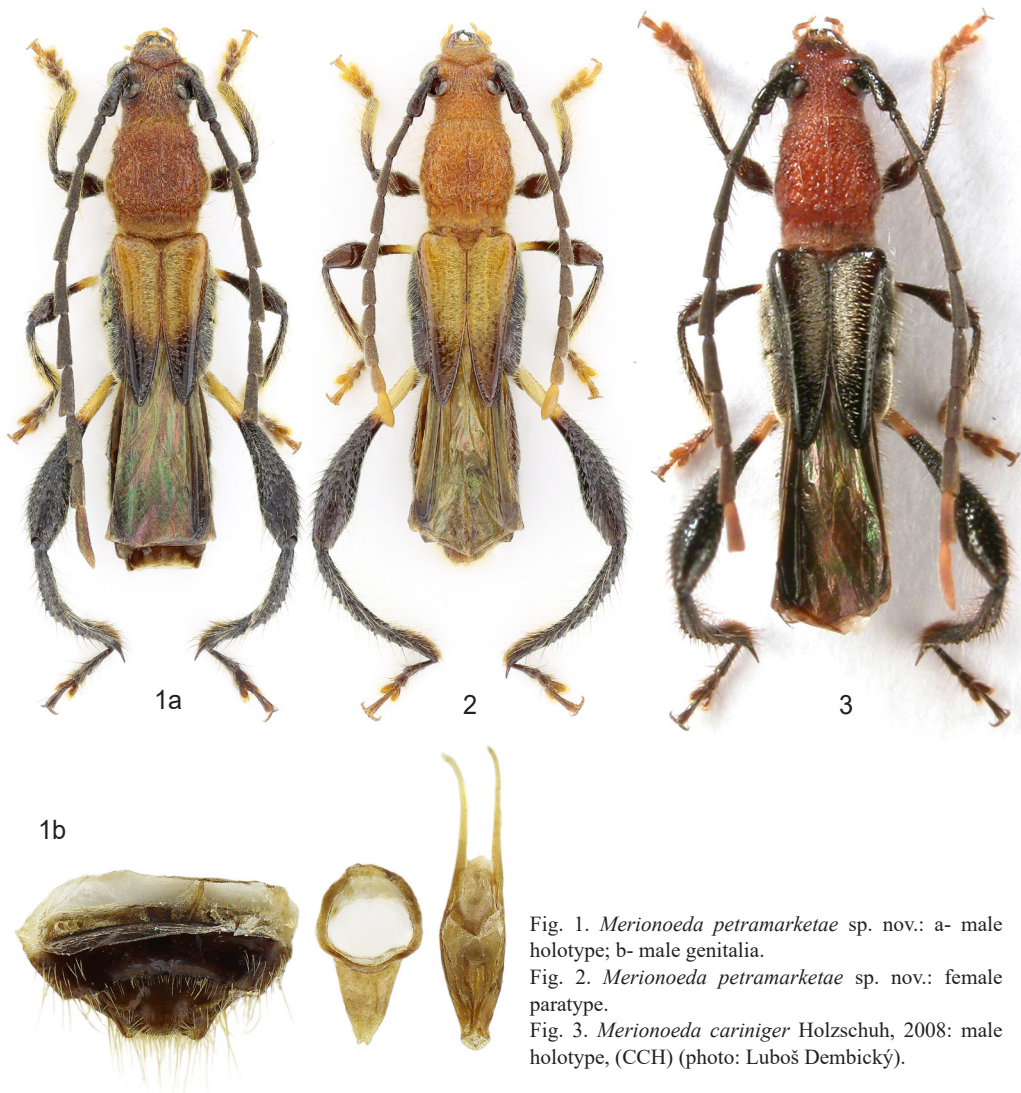 1a
2
3
1b
Fig. 1. Merionoeda petramarketae sp. nov.: a- male
holotype; b- male genitalia.
Fig. 2. Merionoeda petramarketae sp. nov.: female
paratype.
Fig. 3. Merionoeda cariniger Holzschuh, 2008: male
holotype, (CCH) (photo: Luboš Dembický).